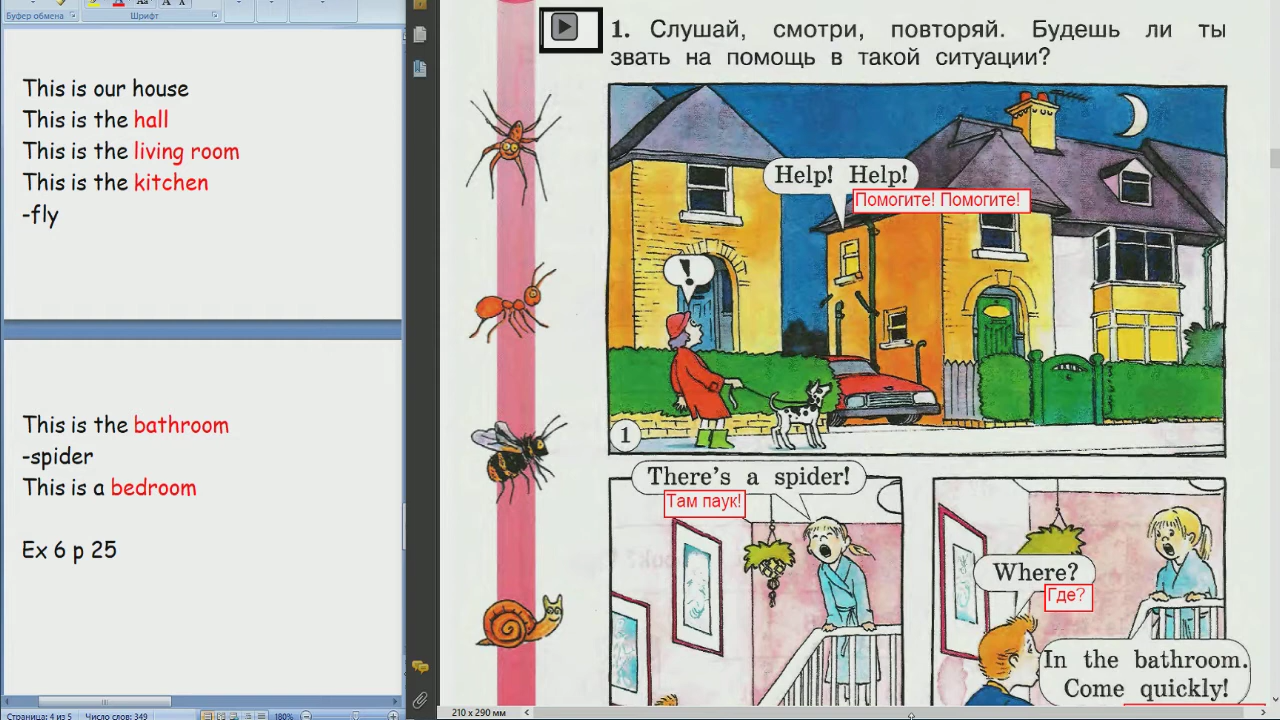 Буфер обмена
Шрифт
This is our house
This is the hall
This is the living room
This is the kitchen
-fly
This is the bathroom
-spider
This is a bedroom
Ex 6 p 25
Страница: 4 из 5
Число слов: 349
180%
1. Слушай, смотри, повторяй. Будешь ли ты
звать на помощь в такой ситуации?
Help! Help!
Помогите! Помогите!
!
1
There's a spider!
Там паук!
Where?
Где?
In the bathroom.
Come quickly!
210 x 290 мм